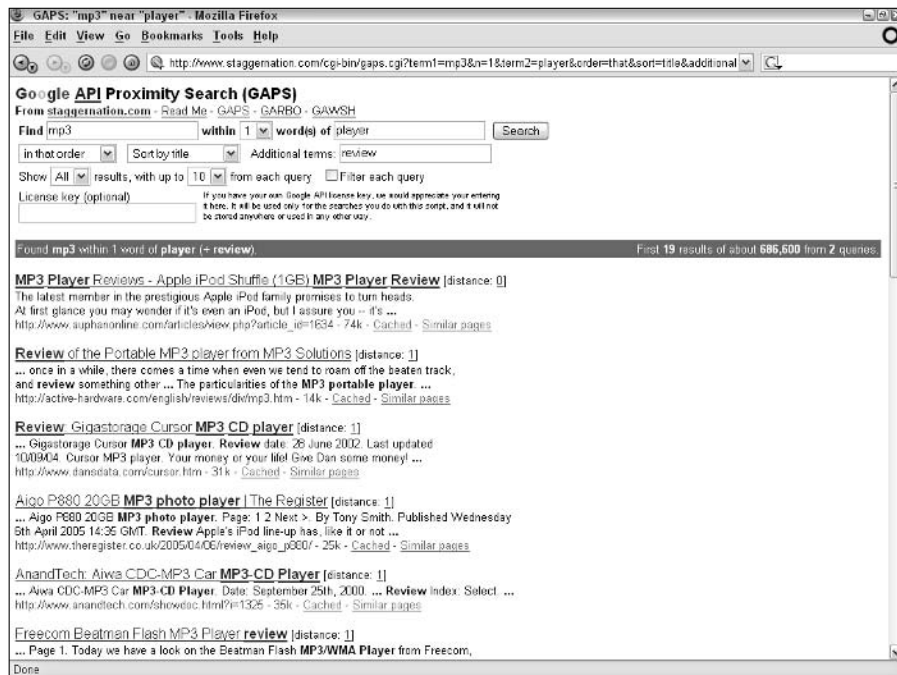 GAPS: "mp3" near "player" - Mozilla Firefox
File Edit View Go Bookmarks Tools Help
http://www.staggernation.com/cgi-bin/gaps.cgi?term1=mp3&n=1&term2=player&order=that&sort=title&additional
Google API Proximity Search (GAPS)
From staggernation.com - Read Me - GAPS - GARBO - GAWSH
Find mp3 within 1 word(s) of player Search
in that order Sort by title Additional terms: review
Show All results, with up to 10 from each query Filter each query
License key (optional)
If you have your own Google API license key, we would appreciate your entering
it here. It will be used only for the searches you do with this script, and it will not
be stored anywhere or used in any other way.
Found mp3 within 1 word of player (+ review). First 19 results of about 686,600 from 2 queries.
MP3 Player Reviews - Apple iPod Shuffle (1GB) MP3 Player Review [distance: 0]
The latest member in the prestigious Apple iPod family promises to turn heads.
At first glance you may wonder if it's even an iPod, but I assure you -- it's ...
http://www.auphanonline.com/articles/view.php?article_id=1634 - 74k - Cached - Similar pages
Review of the Portable MP3 player from MP3 Solutions [distance: 1]
... once in a while, there comes a time when even we tend to roam off the beaten track,
and review something other ... The particularities of the MP3 portable player. ...
http://active-hardware.com/english/reviews/div/mp3.htm - 14k - Cached - Similar pages
Review: Gigastorage Cursor MP3 CD player [distance: 1]
... Gigastorage Cursor MP3 CD player. Review date: 28 June 2002. Last updated
10/09/04. Cursor MP3 player. Your money or your life! Give Dan some money! ...
http://www.dansdata.com/cursor.htm - 31k - Cached - Similar pages
Aigo P880 20GB MP3 photo player | The Register [distance: 1]
... Aigo P880 20GB MP3 photo player. Page: 1 2 Next >. By Tony Smith. Published Wednesday
6th April 2005 14:35 GMT. Review Apple's iPod line-up has, like it or not ...
http://www.theregister.co.uk/2005/04/06/review_aigo_p880/ - 25k - Cached - Similar pages
AnandTech: Aiwa CDC-MP3 Car MP3-CD Player [distance: 1]
... Aiwa CDC-MP3 Car MP3-CD Player. Date: September 25th, 2000. ... Review Index: Select. ...
http://www.anandtech.com/showdoc.html?i=1325 - 35k - Cached - Similar pages
Freecom Beatman Flash MP3 Player review [distance: 1]
... Page 1. Today we have a look on the Beatman Flash MP3/WMA Player from Freecom,
Done